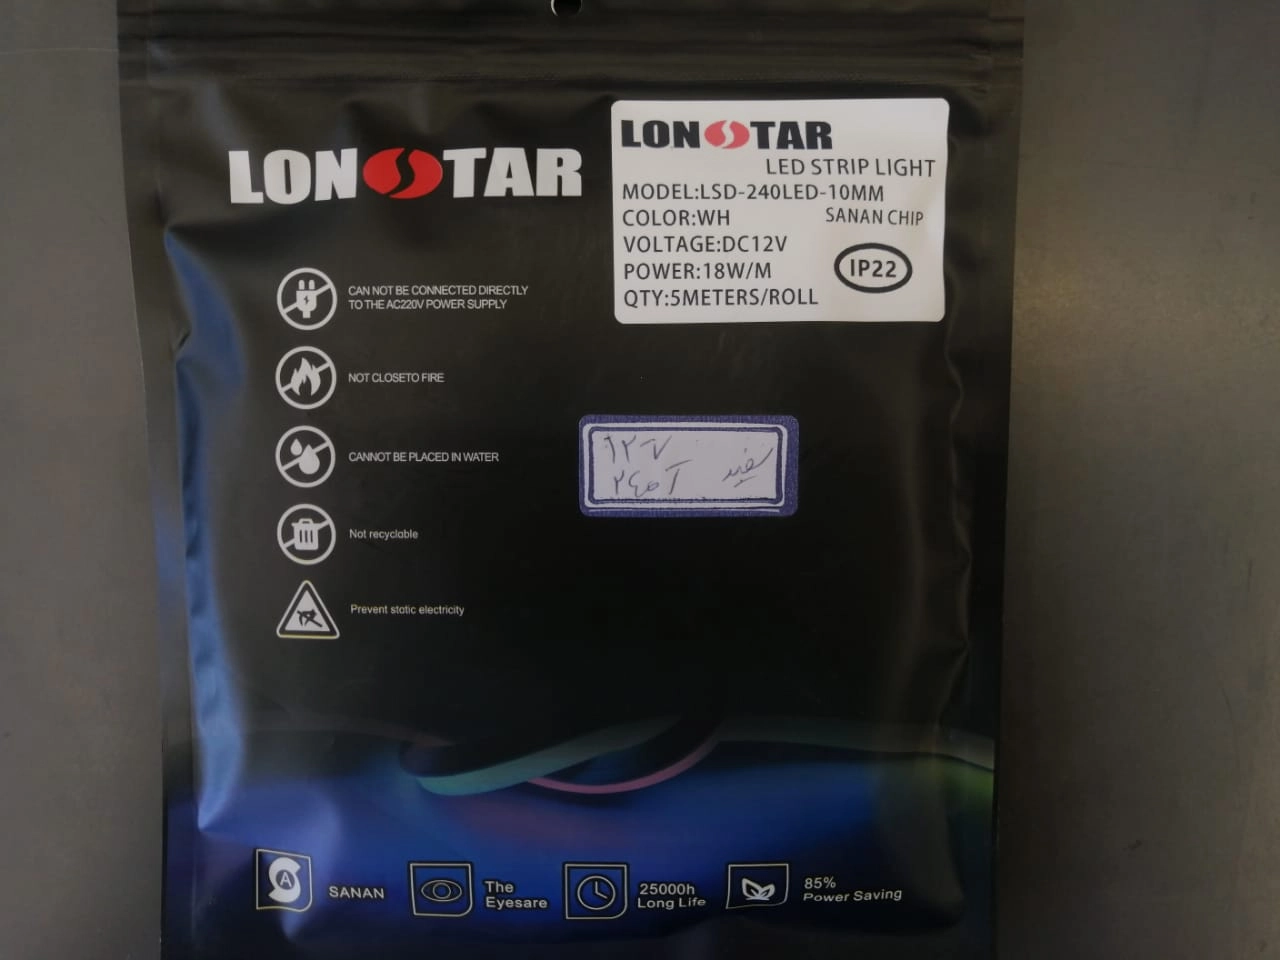 LONSTAR
LONSTAR
LED STRIP LIGHT
MODEL:LSD-240LED-10MM
COLOR:WH
SANAN CHIP
VOLTAGE:DC12V
POWER:18W/M
IP22
QTY:5METERS/ROLL
CAN NOT BE CONNECTED DIRECTLY
TO THE AC220V POWER SUPPLY
NOT CLOSETO FIRE
CANNOT BE PLACED IN WATER
Not recyclable
Prevent static electricity
۱۲ V
سفید
SANAN
The
Eyesare
25000h
Long Life
85%
Power Saving